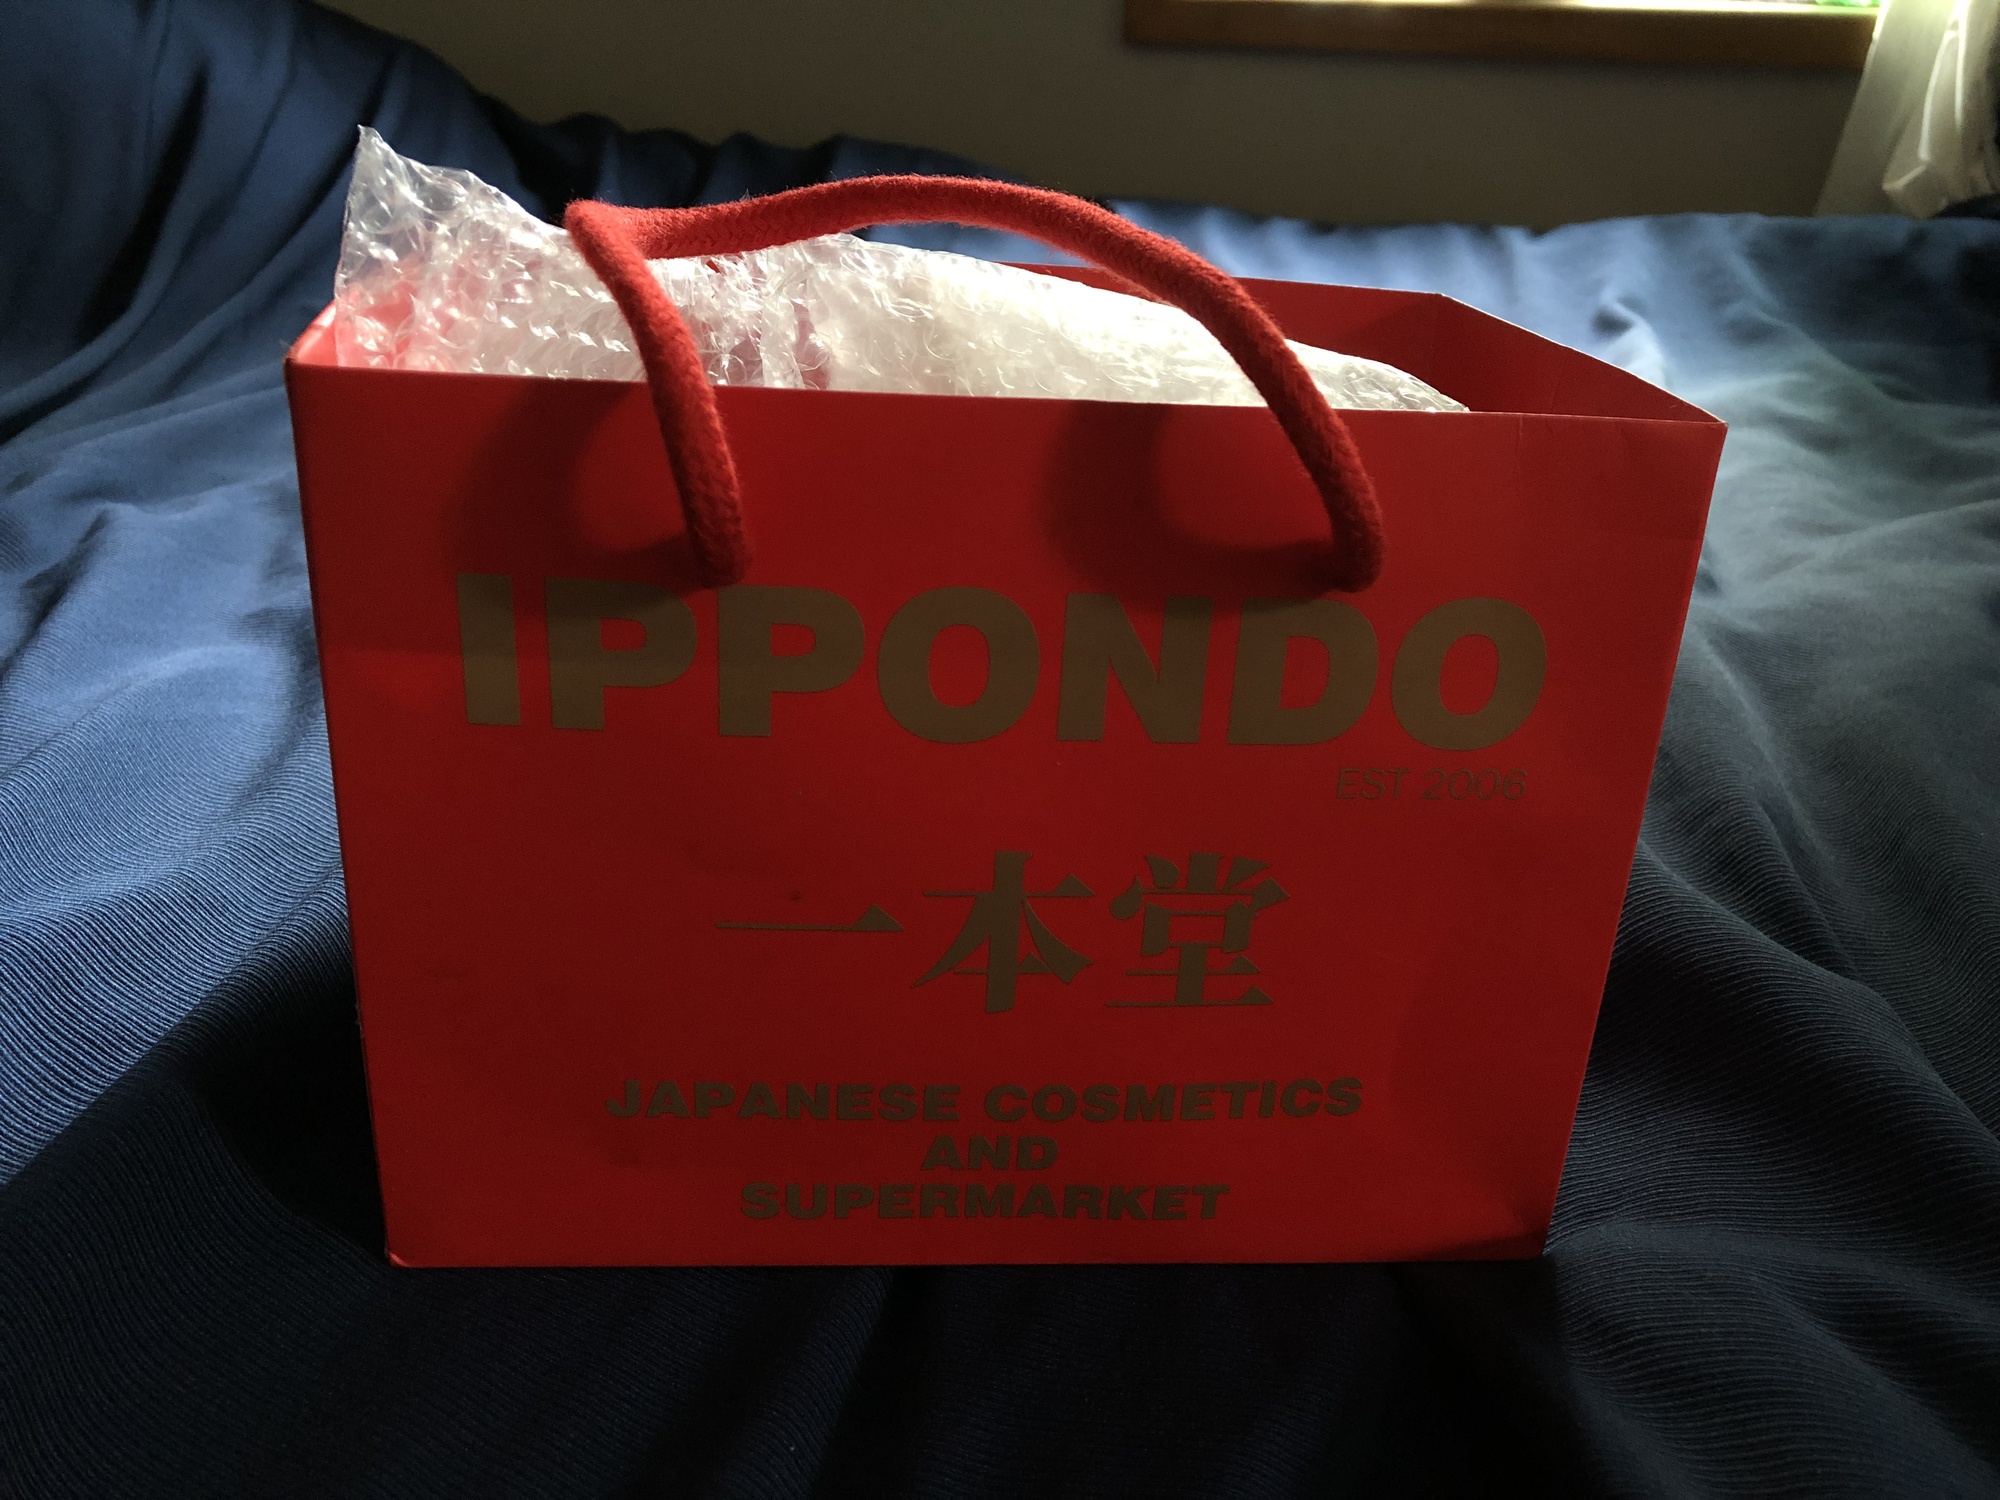 IPPONDO
EST 2006
一本堂
JAPANESE COSMETICS
AND
SUPERMARKET